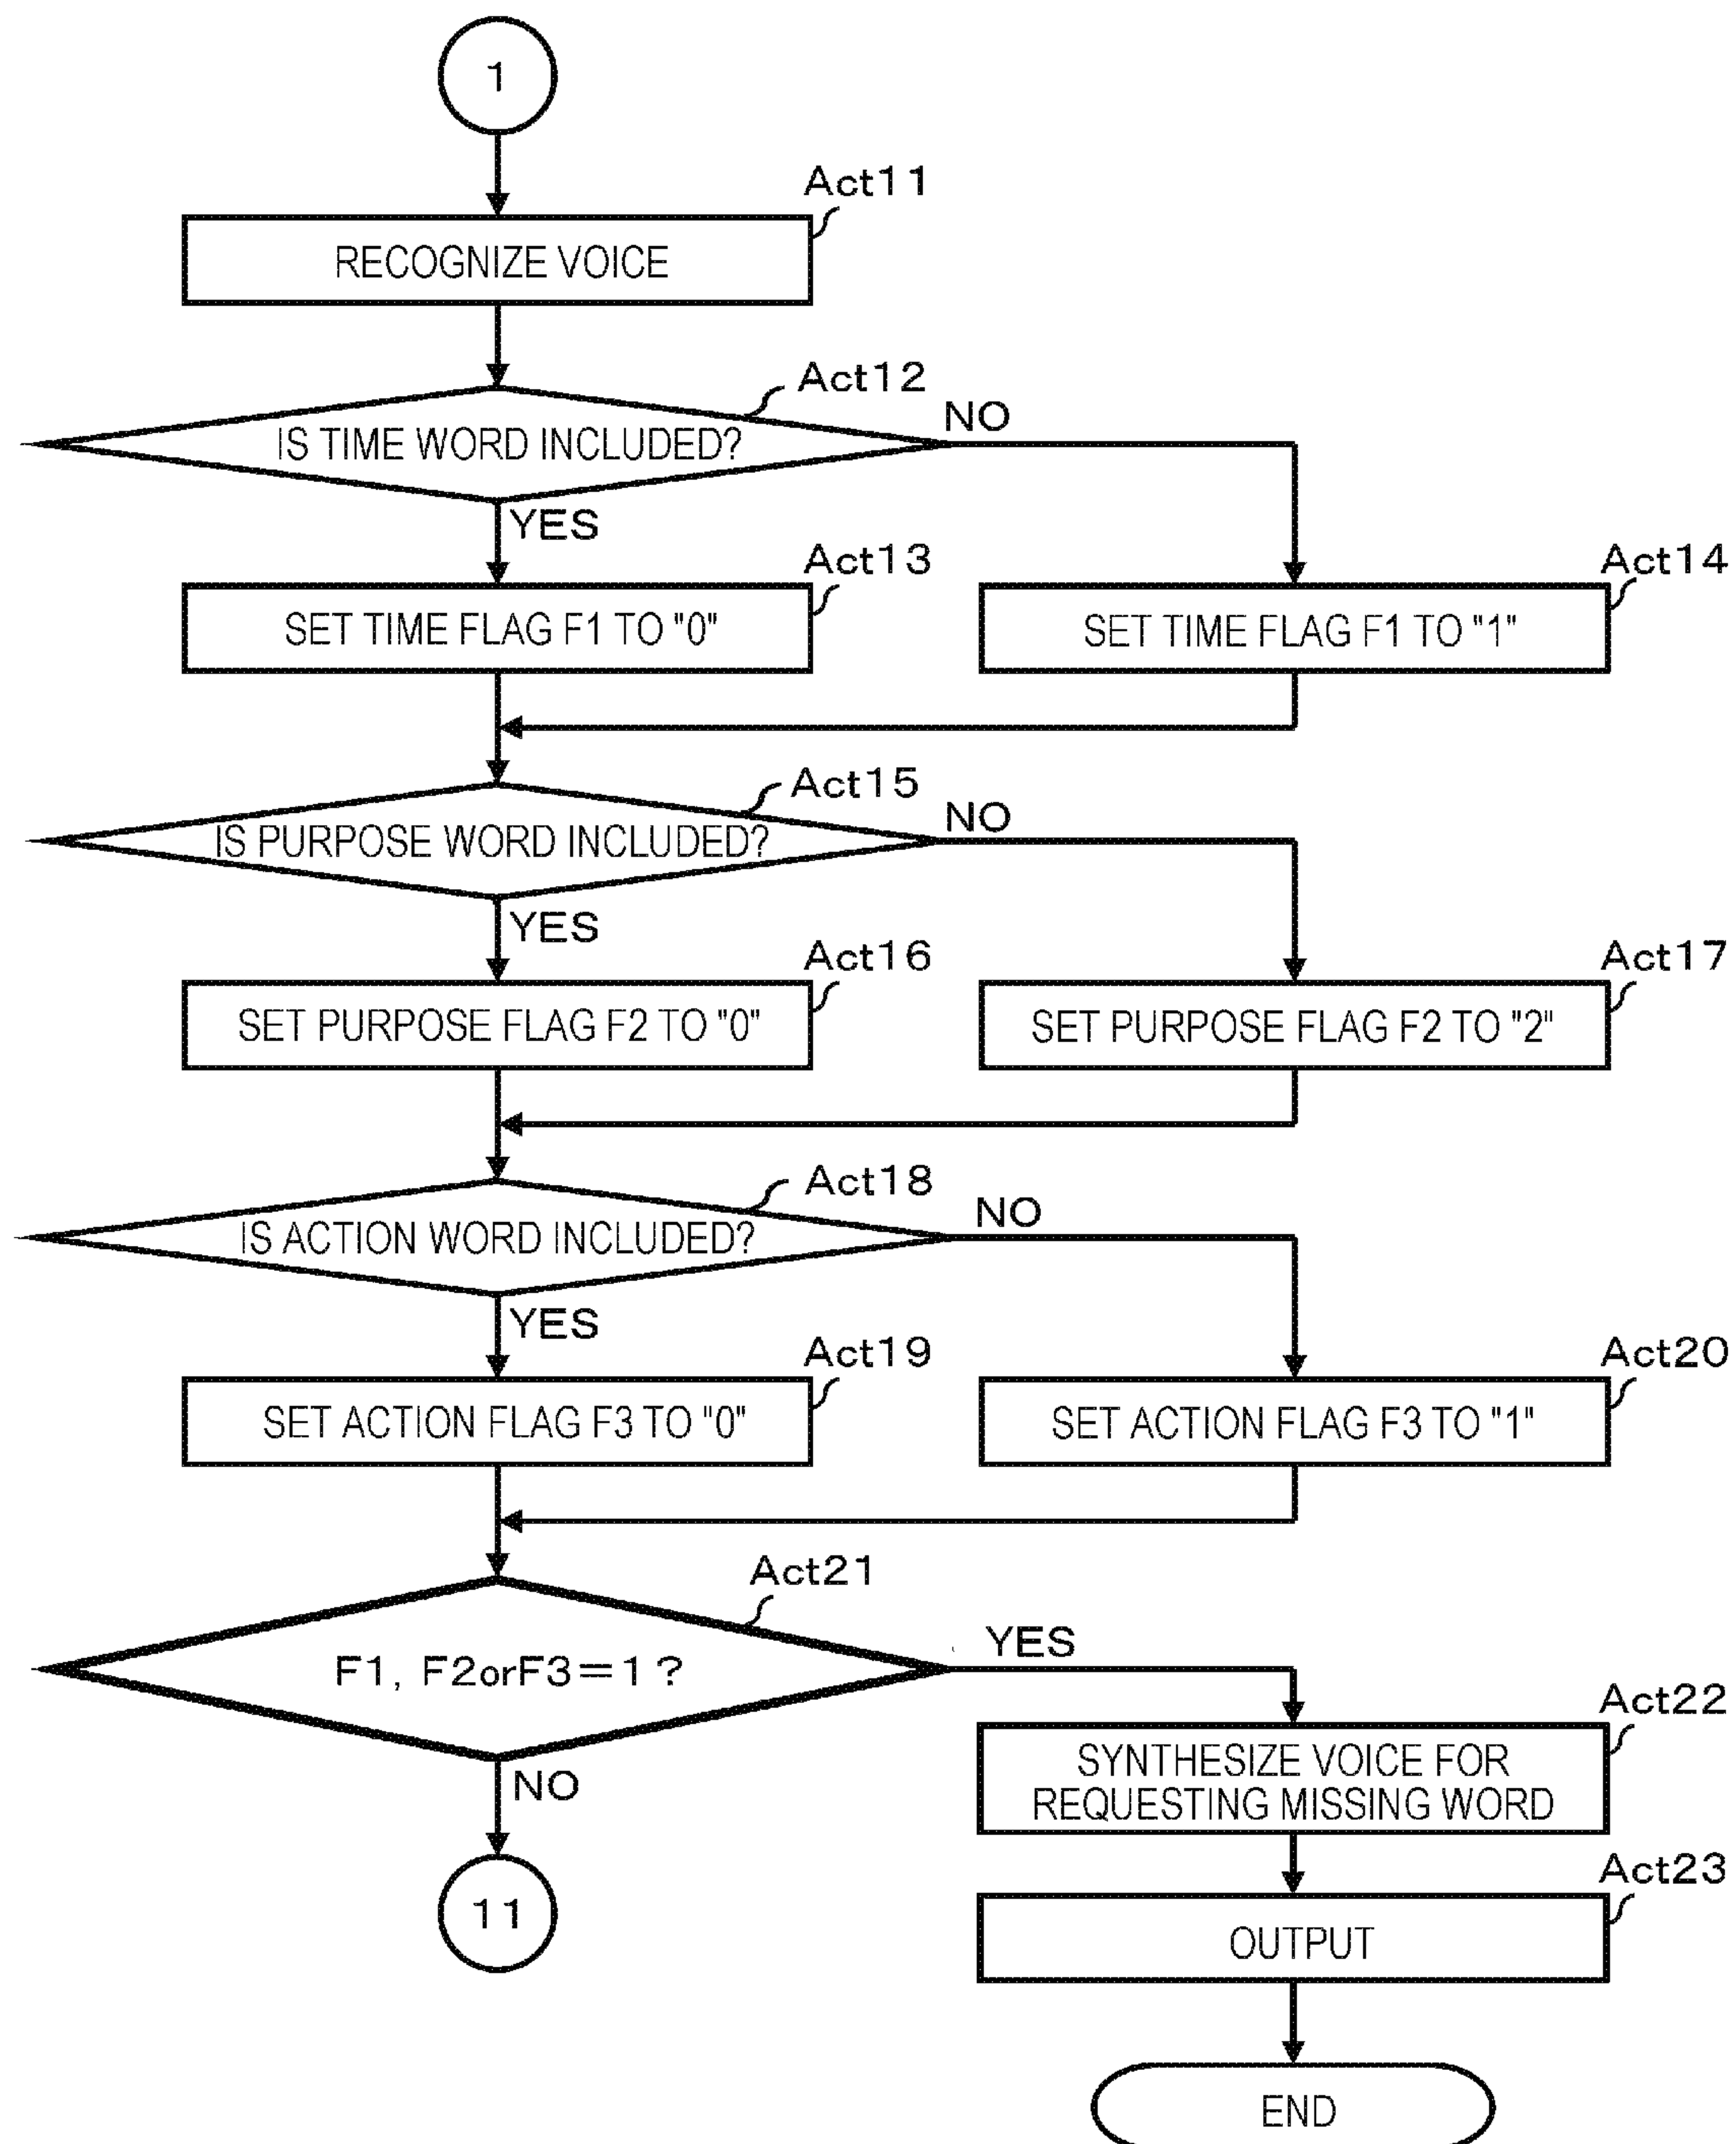 1
Act11
RECOGNIZE VOICE
Act12
IS TIME WORD INCLUDED?
NO
YES
Act13
SET TIME FLAG F1 TO "0"
Act14
SET TIME FLAG F1 TO "1"
Act15
IS PURPOSE WORD INCLUDED?
NO
YES
Act16
SET PURPOSE FLAG F2 TO "0"
Act17
SET PURPOSE FLAG F2 TO "2"
Act18
IS ACTION WORD INCLUDED?
NO
YES
Act19
SET ACTION FLAG F3 TO "0"
Act20
SET ACTION FLAG F3 TO "1"
Act21
F1, F2orF3=1?
YES
NO
11
Act22
SYNTHESIZE VOICE FOR
REQUESTING MISSING WORD
Act23
OUTPUT
END